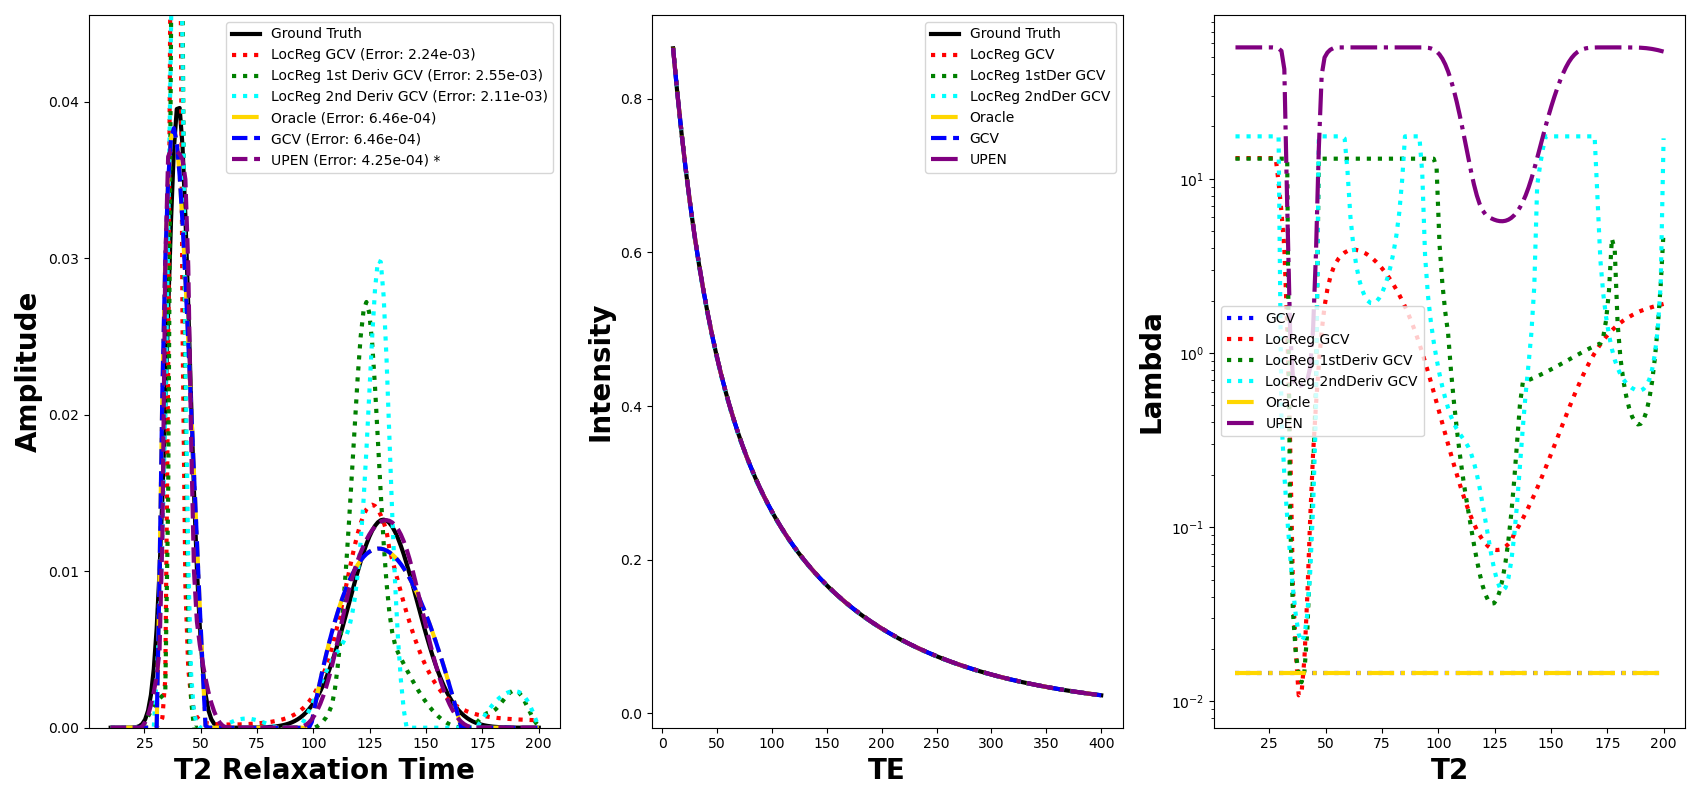 Amplitude
0.04
0.03
0.02
0.01
0.00
25 50 75 100 125 150 175 200
T2 Relaxation Time
Ground Truth
LocReg GCV (Error: 2.24e-03)
LocReg 1st Deriv GCV (Error: 2.55e-03)
LocReg 2nd Deriv GCV (Error: 2.11e-03)
Oracle (Error: 6.46e-04)
GCV (Error: 6.46e-04)
UPEN (Error: 4.25e-04) *
Intensity
0.8
0.6
0.4
0.2
0.0
0 50 100 150 200 250 300 350 400
TE
Ground Truth
LocReg GCV
LocReg 1stDer GCV
LocReg 2ndDer GCV
Oracle
GCV
UPEN
Lambda
10¹
10⁰
10⁻¹
10⁻²
25 50 75 100 125 150 175 200
T2
GCV
LocReg GCV
LocReg 1stDeriv GCV
LocReg 2ndDeriv GCV
Oracle
UPEN